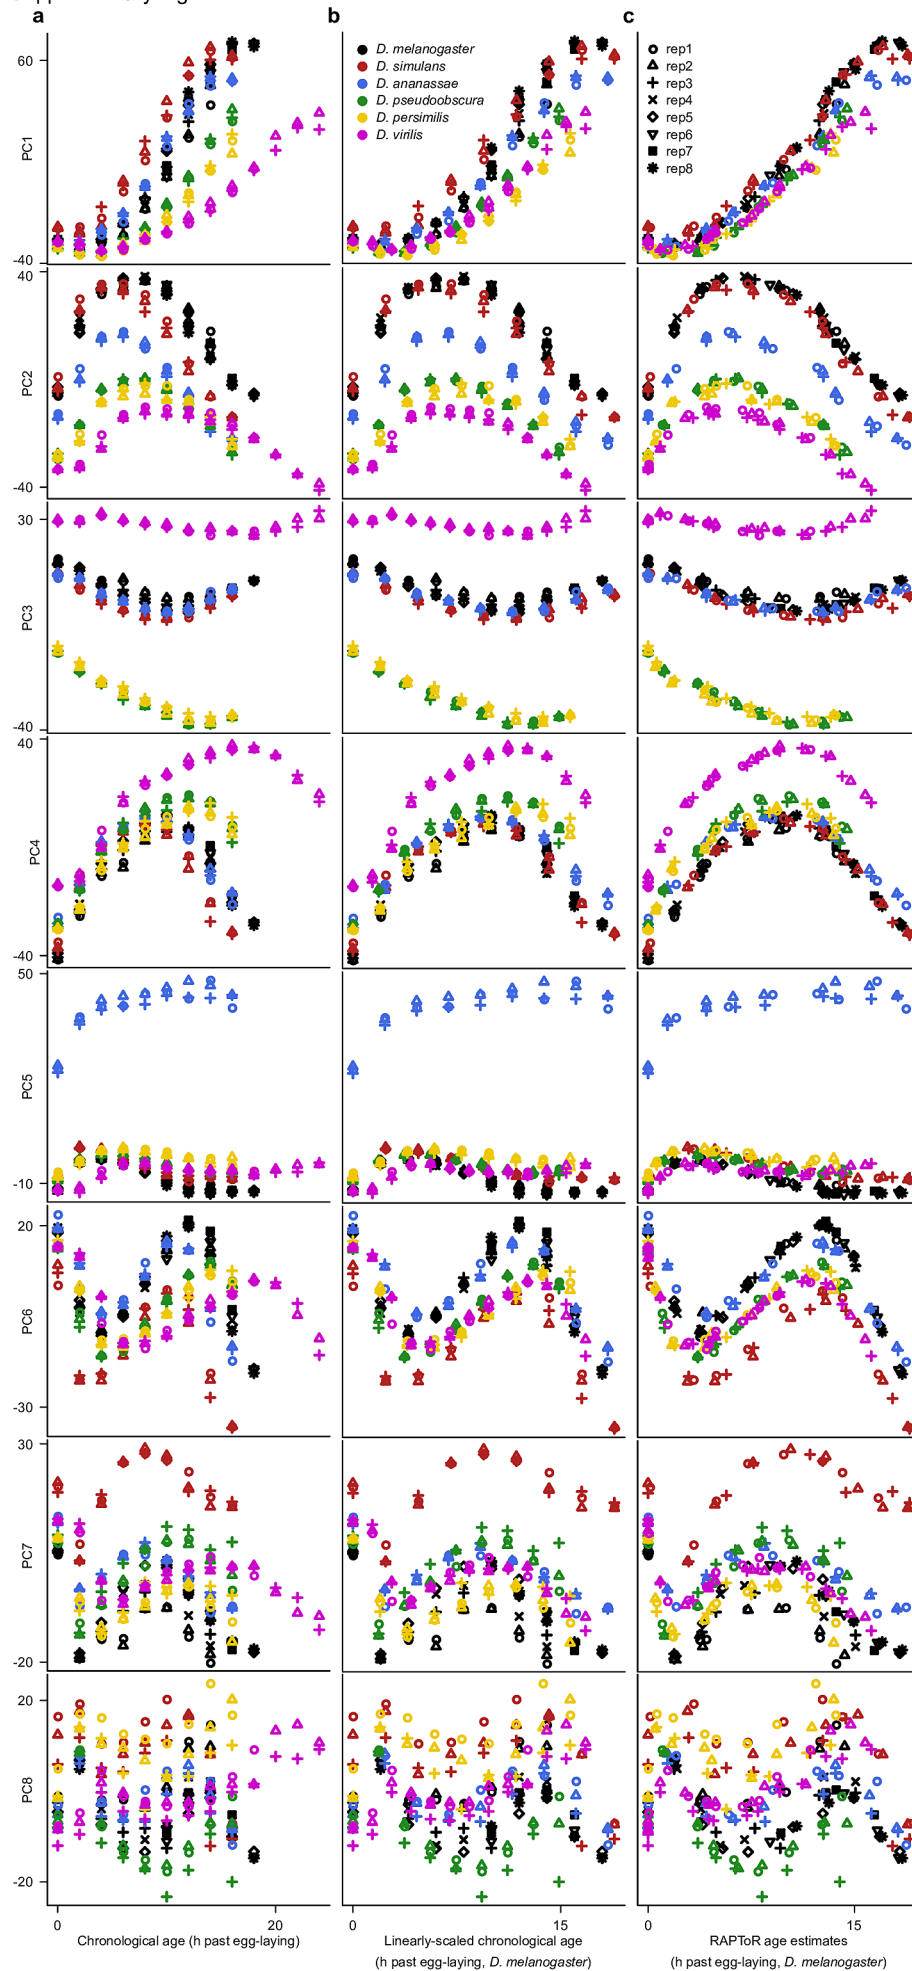 a
b
c
60
PC1
-40
D. melanogaster
D. simulans
D. ananassae
D. pseudoobscura
D. persimilis
D. virilis
rep1
rep2
rep3
rep4
rep5
rep6
rep7
rep8
40
PC2
-40
30
PC3
-40
40
PC4
-40
50
PC5
-10
20
PC6
-30
30
PC7
-20
20
PC8
-20
0
20
0
15
0
15
Chronological age (h past egg-laying)
Linearly-scaled chronological age
(h past egg-laying, D. melanogaster)
RAPToR age estimates
(h past egg-laying, D. melanogaster)